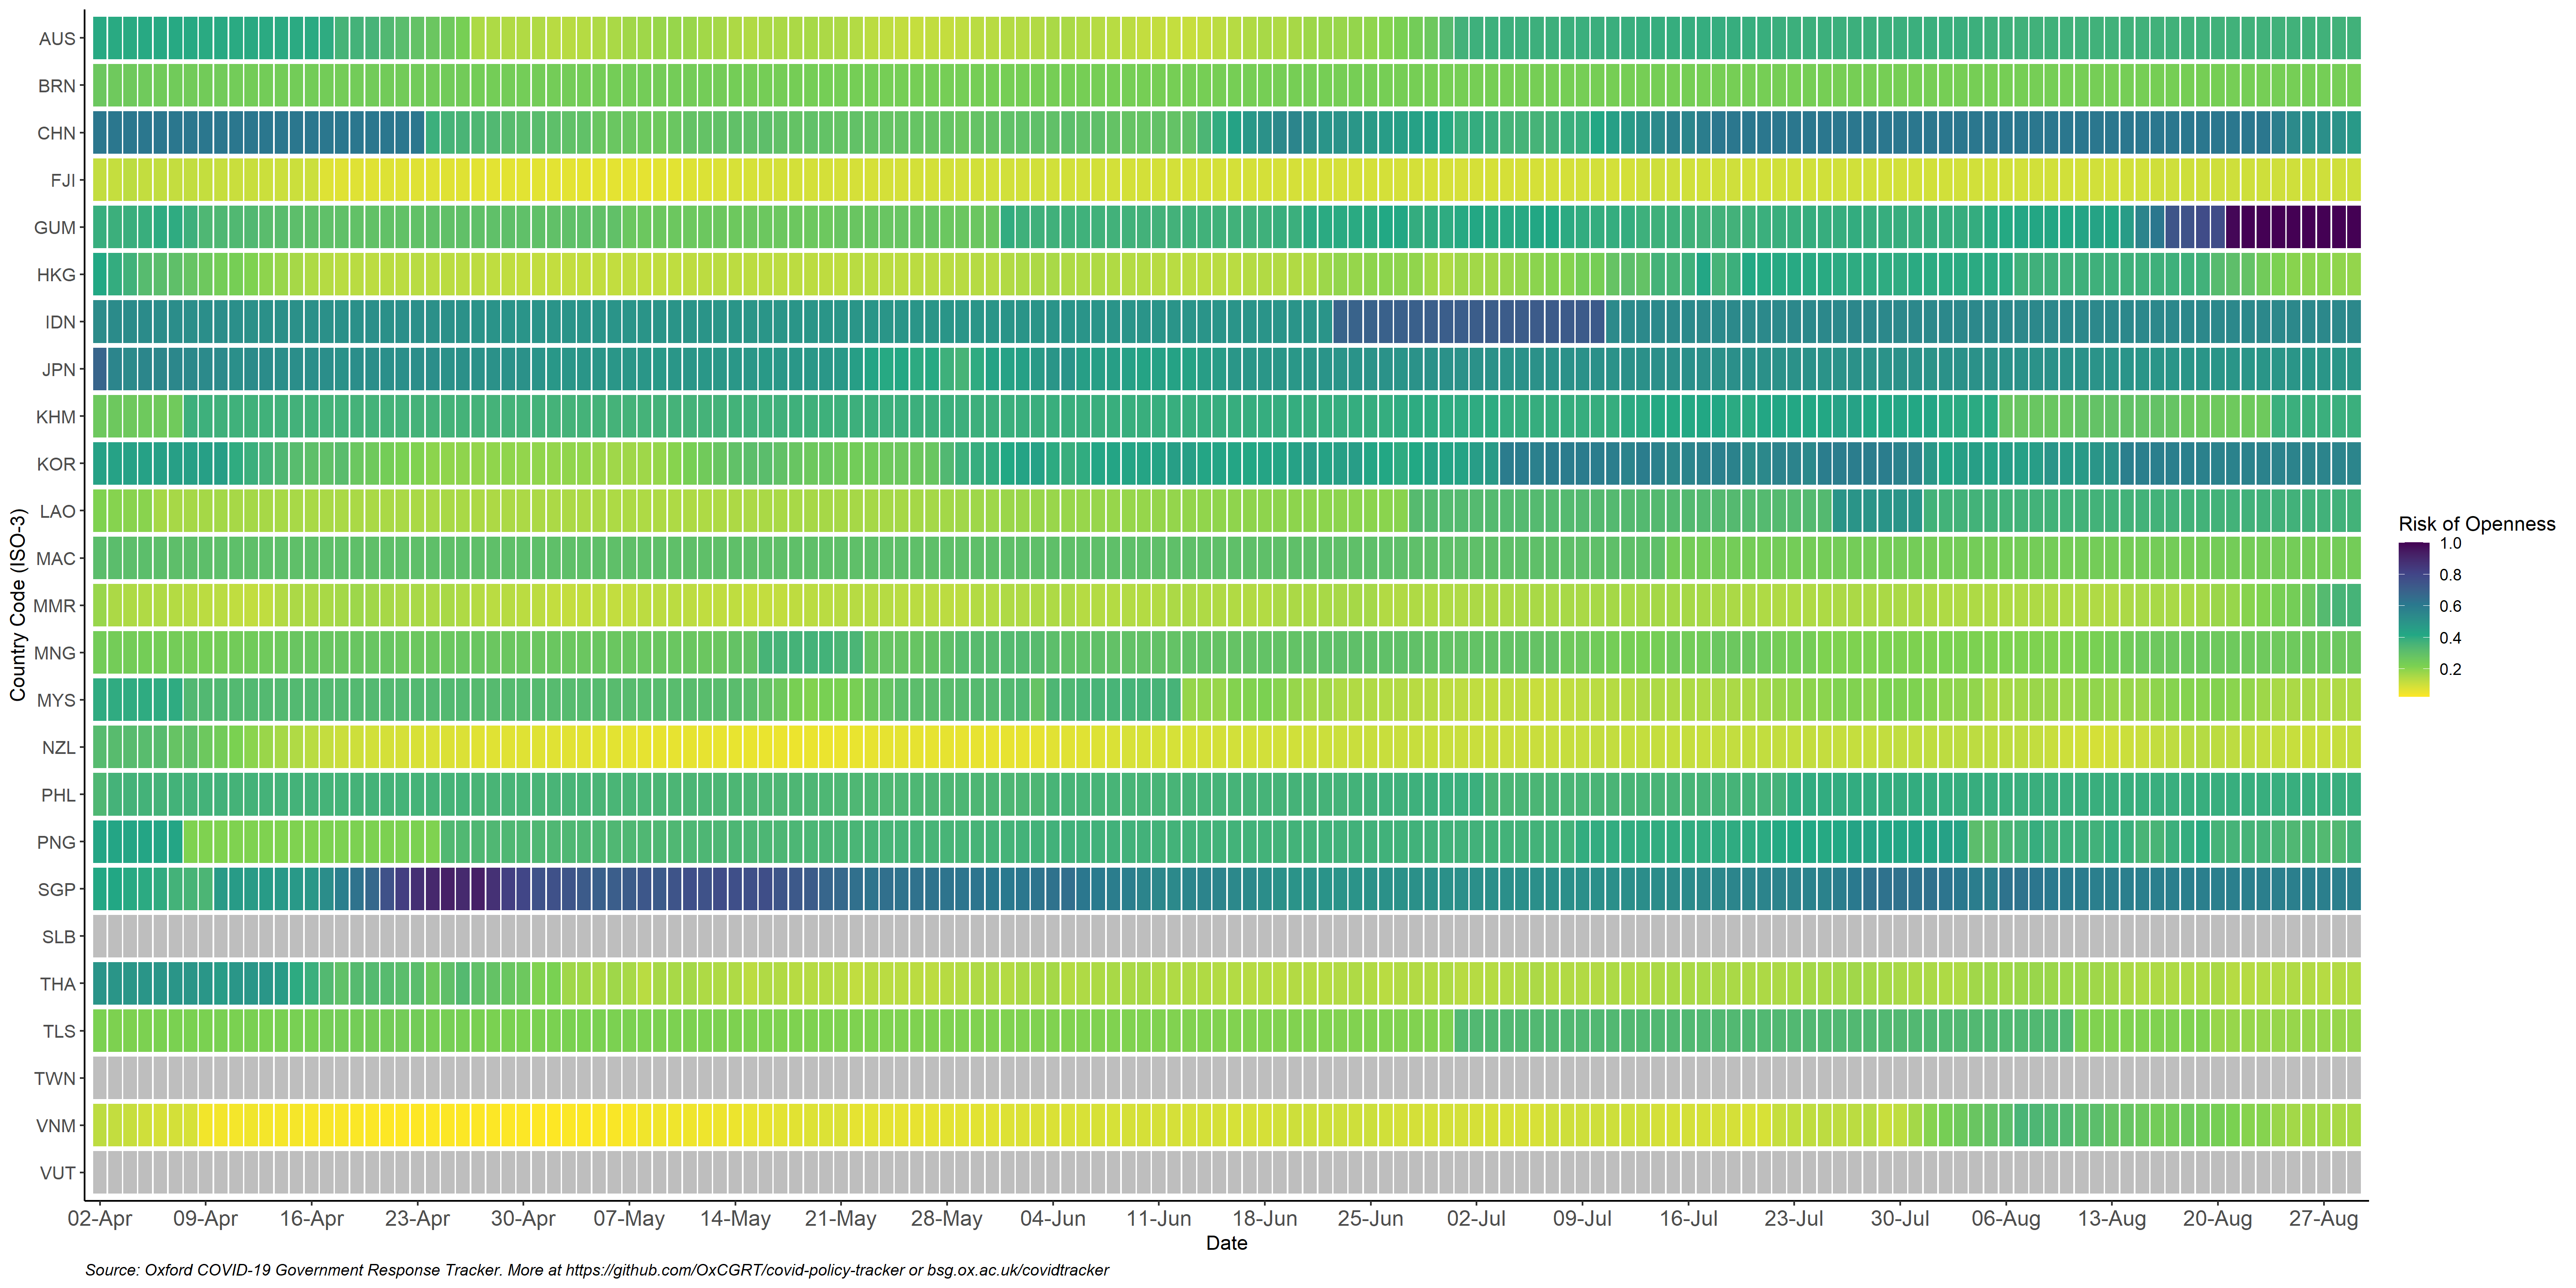 AUS
BRN
CHN
FJI
GUM
HKG
IDN
JPN
KHM
KOR
LAO
MAC
MMR
MNG
MYS
NZL
PHL
PNG
SGP
SLB
THA
TLS
TWN
VNM
VUT
Country Code (ISO-3)
02-Apr 09-Apr 16-Apr 23-Apr 30-Apr 07-May 14-May 21-May 28-May 04-Jun 11-Jun 18-Jun 25-Jun 02-Jul 09-Jul 16-Jul 23-Jul 30-Jul 06-Aug 13-Aug 20-Aug 27-Aug
Date
Risk of Openness
1.0
0.8
0.6
0.4
0.2
Source: Oxford COVID-19 Government Response Tracker. More at https://github.com/OxCGRT/covid-policy-tracker or bsg.ox.ac.uk/covidtracker